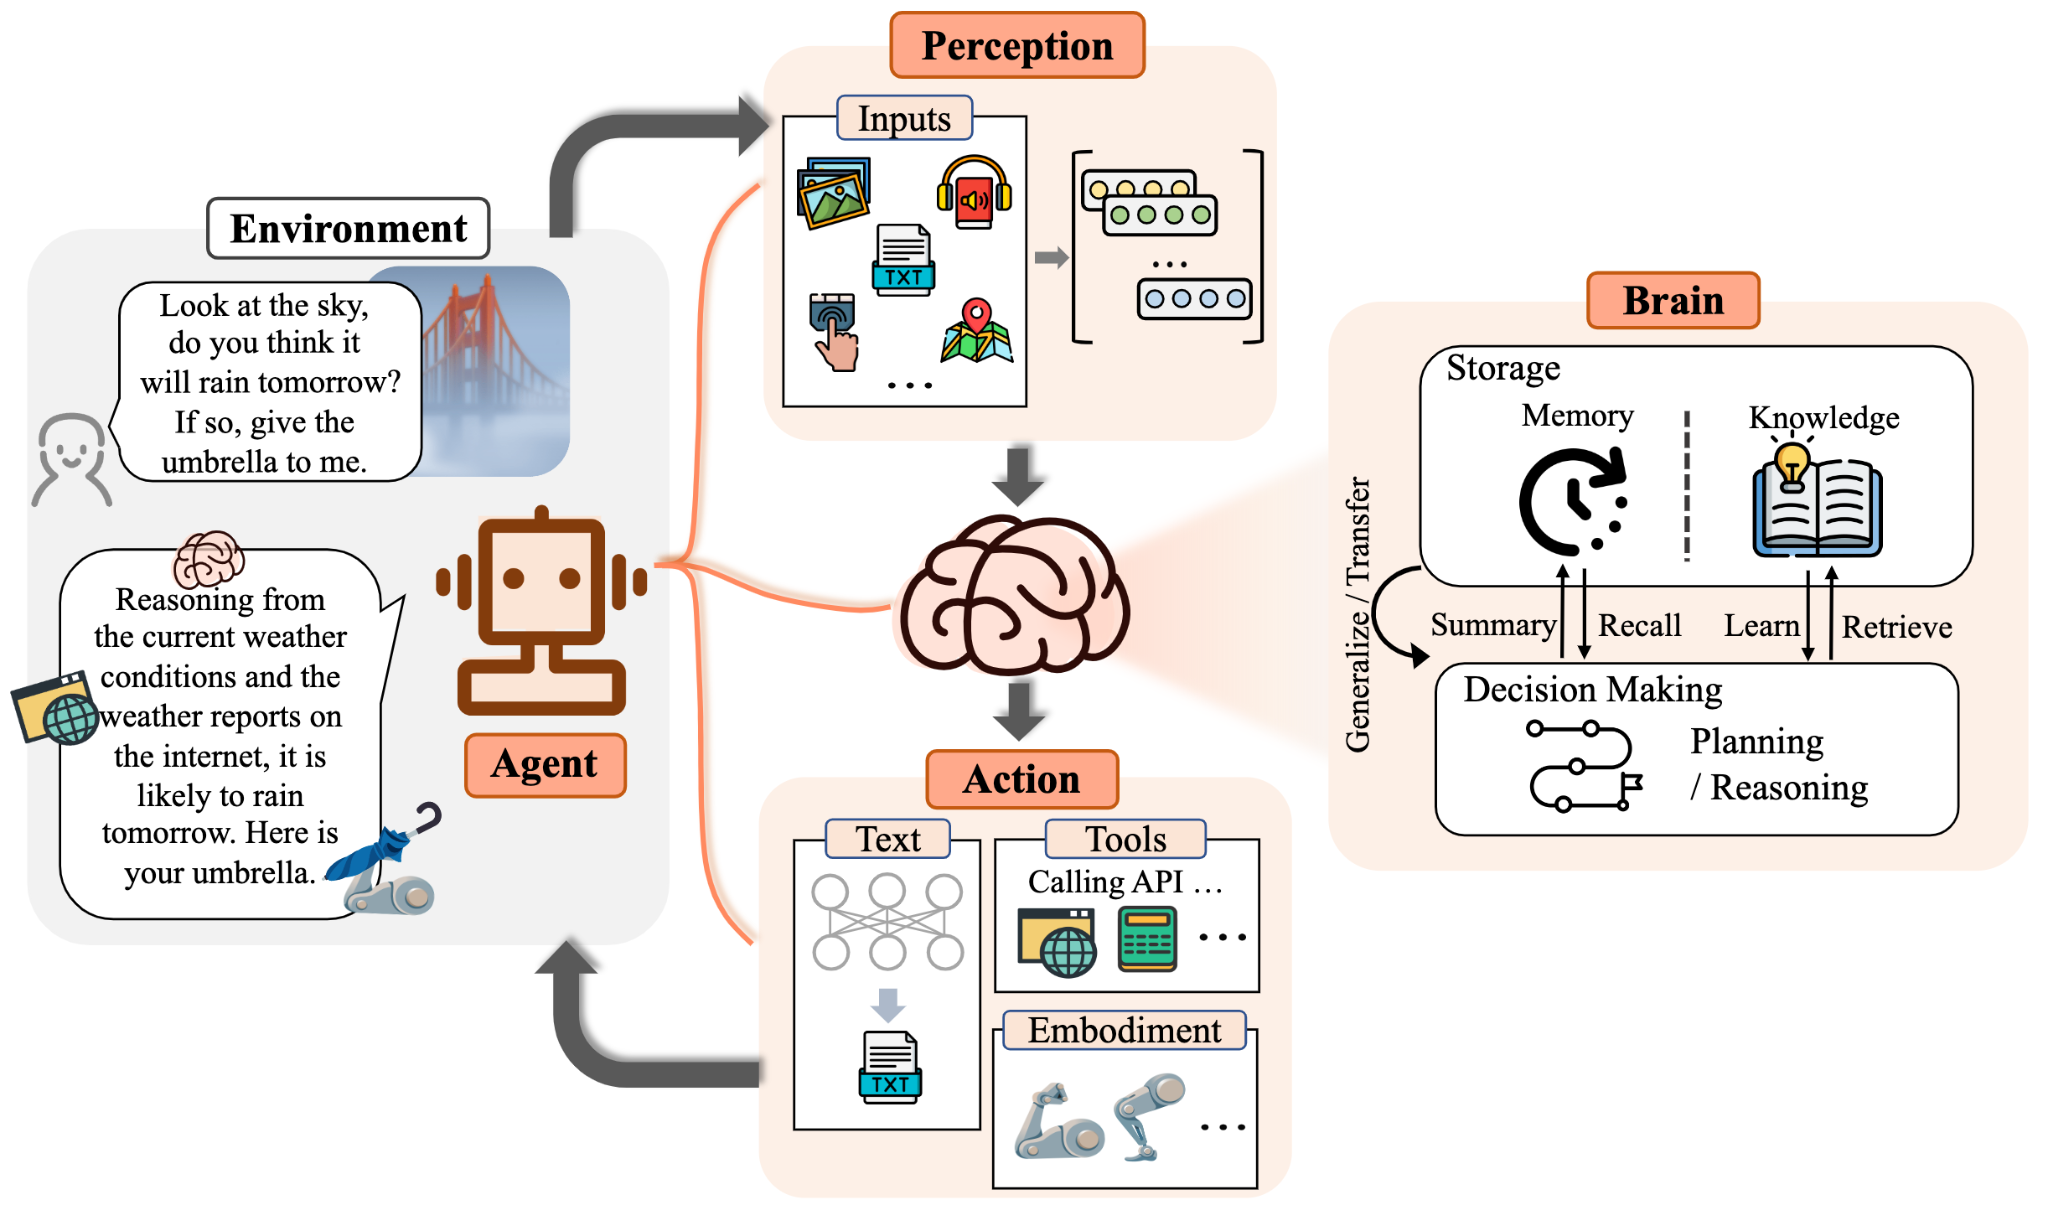 Perception
Inputs
TXT
Environment
Look at the sky,
do you think it
will rain tomorrow?
If so, give the
umbrella to me.
Reasoning from
the current weather
conditions and the
weather reports on
the internet, it is
likely to rain
tomorrow. Here is
your umbrella.
Agent
Brain
Storage
Memory
Knowledge
Generalize / Transfer
Summary
Recall
Learn
Retrieve
Decision Making
Planning
/ Reasoning
Action
Text
TXT
Tools
Calling API ...
Embodiment